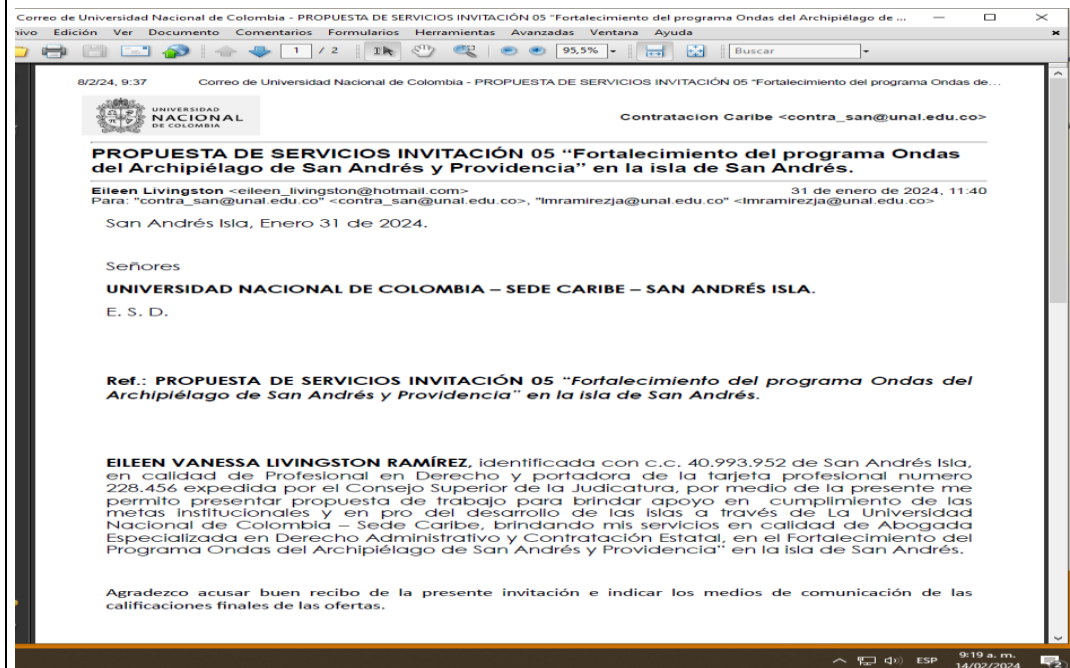 Correo de Universidad Nacional de Colombia - PROPUESTA DE SERVICIOS INVITACIÓN 05 "Fortalecimiento del programa Ondas del Archipiélago de ...
hivo Edición Ver Documento Comentarios Formularios Herramientas Avanzadas Ventana Ayuda
1 / 2 95,5% Buscar
8/2/24, 9:37 Correo de Universidad Nacional de Colombia - PROPUESTA DE SERVICIOS INVITACIÓN 05 "Fortalecimiento del programa Ondas de...
UNIVERSIDAD
NACIONAL
DE COLOMBIA
Contratacion Caribe <contra_san@unal.edu.co>
PROPUESTA DE SERVICIOS INVITACIÓN 05 “Fortalecimiento del programa Ondas
del Archipiélago de San Andrés y Providencia” en la isla de San Andrés.
Eileen Livingston <eileen_livingston@hotmail.com> 31 de enero de 2024, 11:40
Para: "contra_san@unal.edu.co" <contra_san@unal.edu.co>, "lmramirezja@unal.edu.co" <lmramirezja@unal.edu.co>
San Andrés Isla, Enero 31 de 2024.
Señores
UNIVERSIDAD NACIONAL DE COLOMBIA – SEDE CARIBE – SAN ANDRÉS ISLA.
E. S. D.
Ref.: PROPUESTA DE SERVICIOS INVITACIÓN 05 “Fortalecimiento del programa Ondas del
Archipiélago de San Andrés y Providencia” en la isla de San Andrés.
EILEEN VANESSA LIVINGSTON RAMÍREZ, identificada con c.c. 40.993.952 de San Andrés Isla,
en calidad de Profesional en Derecho y portadora de la tarjeta profesional numero
228.456 expedida por el Consejo Superior de la Judicatura, por medio de la presente me
permito presentar propuesta de trabajo para brindar apoyo en cumplimiento de las
metas institucionales y en pro del desarrollo de las islas a través de La Universidad
Nacional de Colombia – Sede Caribe, brindando mis servicios en calidad de Abogada
Especializada en Derecho Administrativo y Contratación Estatal, en el Fortalecimiento del
Programa Ondas del Archipiélago de San Andrés y Providencia” en la isla de San Andrés.
Agradezco acusar buen recibo de la presente invitación e indicar los medios de comunicación de las
calificaciones finales de las ofertas.
ESP 9:19 a. m.
14/02/2024